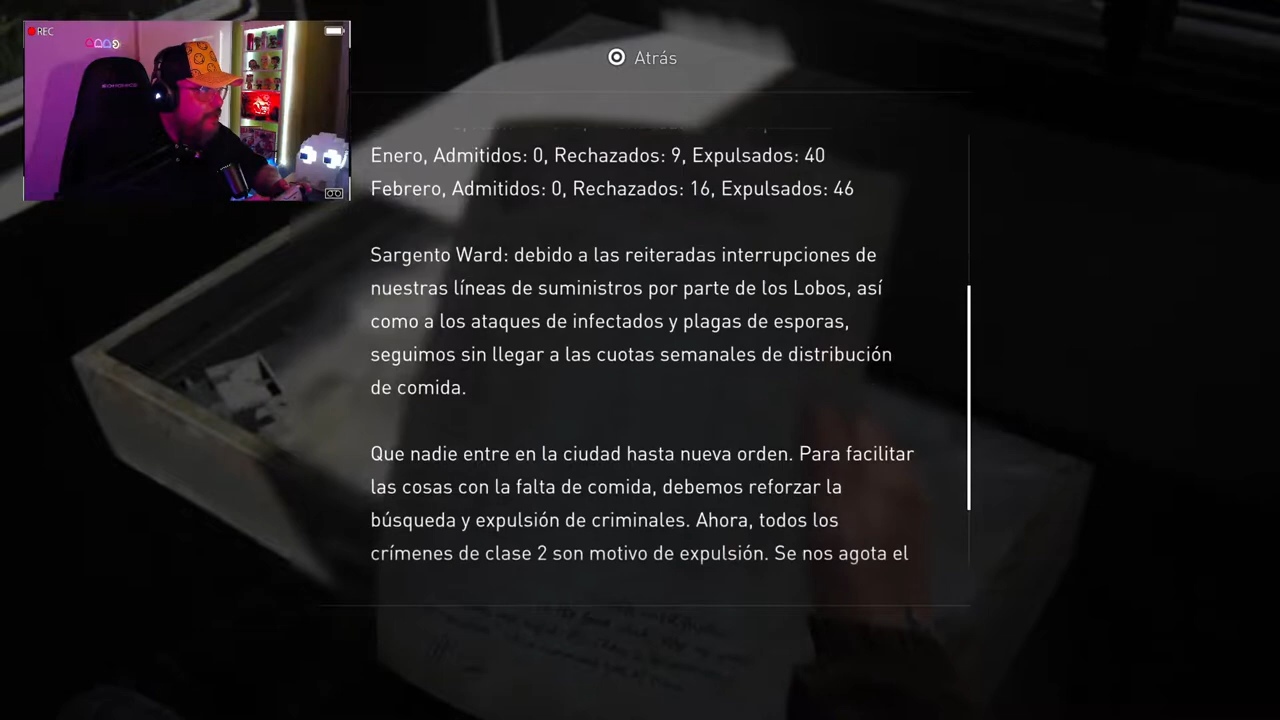 REC
Atrás
Enero, Admitidos: 0, Rechazados: 9, Expulsados: 40
Febrero, Admitidos: 0, Rechazados: 16, Expulsados: 46
Sargento Ward: debido a las reiteradas interrupciones de
nuestras líneas de suministros por parte de los Lobos, así
como a los ataques de infectados y plagas de esporas,
seguimos sin llegar a las cuotas semanales de distribución
de comida.
Que nadie entre en la ciudad hasta nueva orden. Para facilitar
las cosas con la falta de comida, debemos reforzar la
búsqueda y expulsión de criminales. Ahora, todos los
crímenes de clase 2 son motivo de expulsión. Se nos agota el